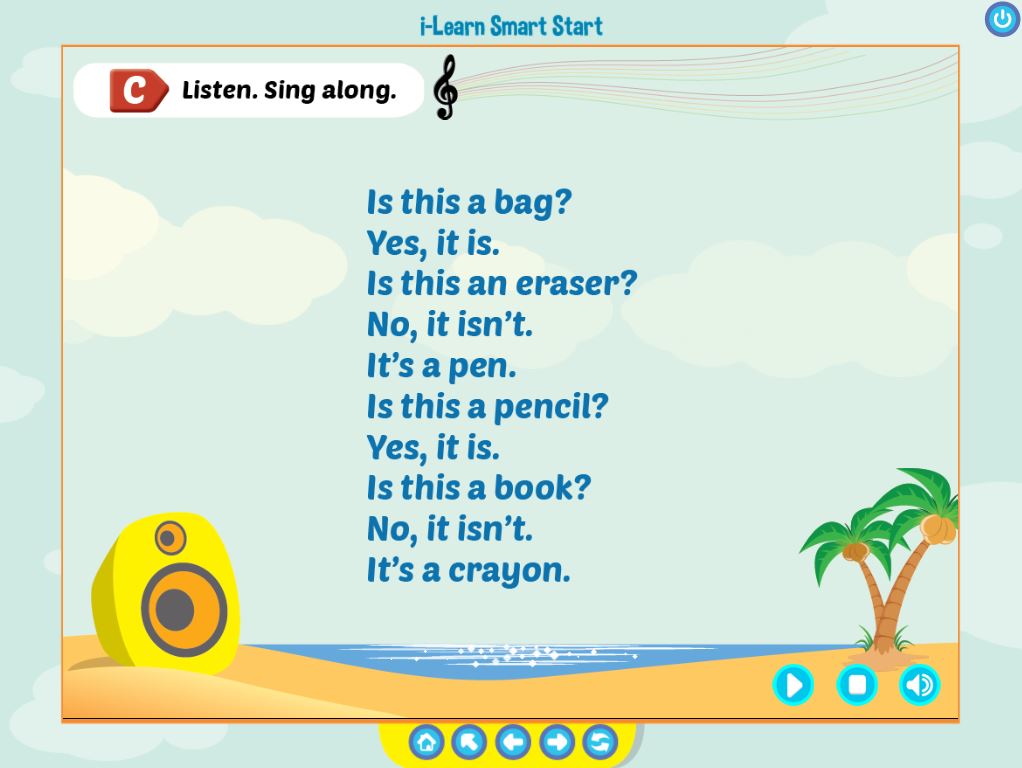 i-Learn Smart Start
C Listen. Sing along.
Is this a bag?
Yes, it is.
Is this an eraser?
No, it isn’t.
It’s a pen.
Is this a pencil?
Yes, it is.
Is this a book?
No, it isn’t.
It’s a crayon.